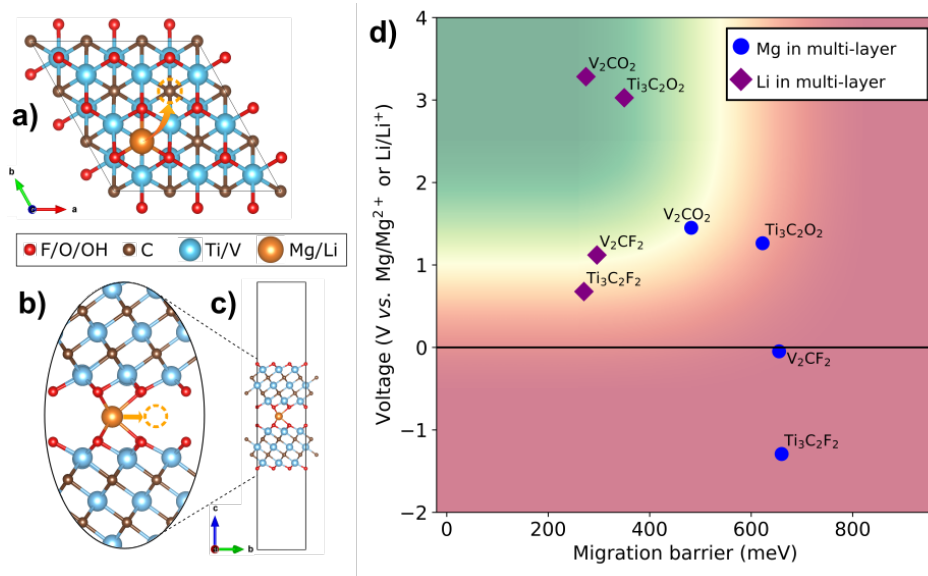 a)
b
a
F/O/OH C Ti/V Mg/Li
b)
c)
c
b
d)
Mg in multi-layer
Li in multi-layer
V₂CO₂
Ti₃C₂O₂
V₂CO₂
Ti₃C₂O₂
V₂CF₂
Ti₃C₂F₂
V₂CF₂
Ti₃C₂F₂
4
3
2
1
0
−1
−2
Voltage (V vs. Mg/Mg²⁺ or Li/Li⁺)
0 200 400 600 800
Migration barrier (meV)